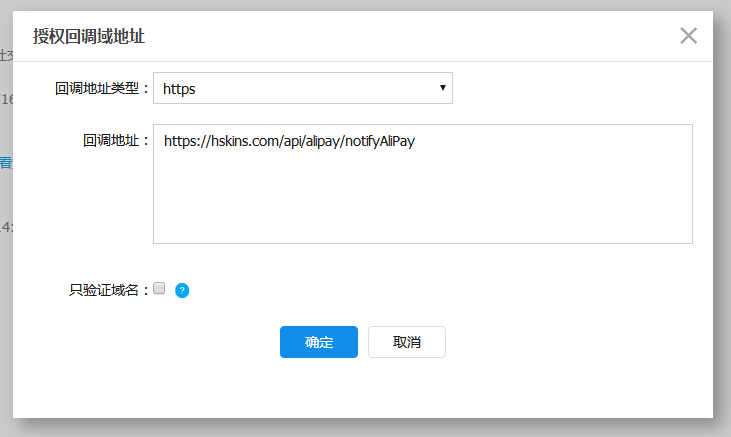 授权回调域地址
回调地址类型：
https
回调地址：
https://hskins.com/api/alipay/notifyAliPay
只验证域名：
?
确定
取消